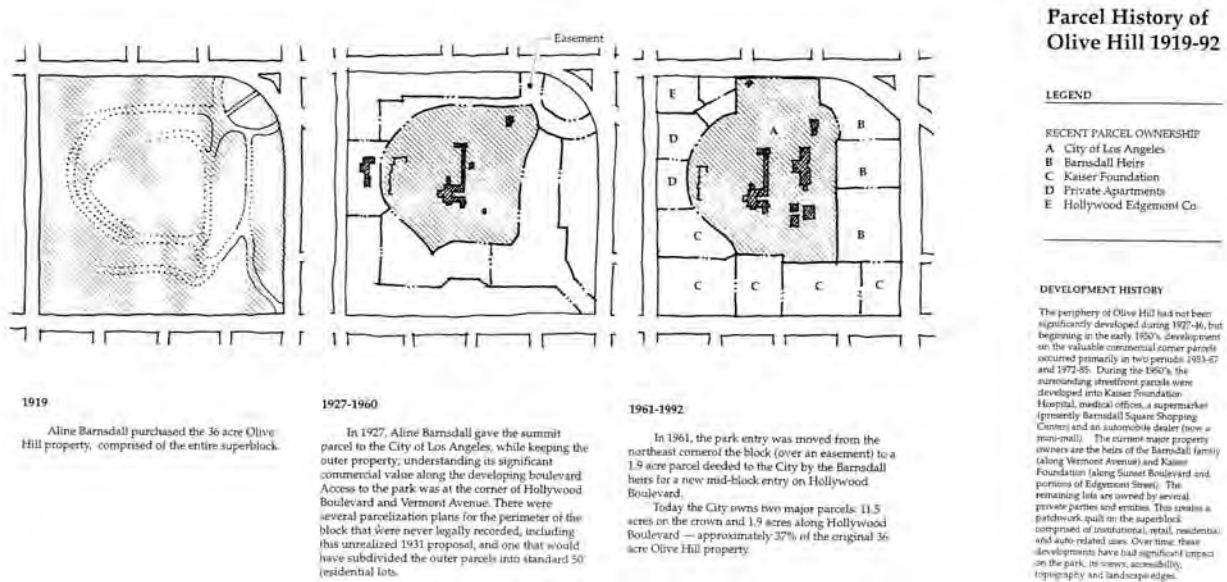 Parcel History of
Olive Hill 1919-92
LEGEND
RECENT PARCEL OWNERSHIP
A City of Los Angeles
B Barnsdall Heirs
C Kaiser Foundation
D Private Apartments
E Hollywood Edgemont Co
DEVELOPMENT HISTORY
The periphery of Olive Hill had not been
significantly developed during 1927-46, but
beginning in the early 1950's, development
on the valuable commercial corner parcels
occurred primarily in two periods: 1953-67
and 1972-85. During the 1950's, the
surrounding streetfront parcels were
developed into Kaiser Foundation
Hospital, medical offices, a supermarket
(presently Barnsdall Square Shopping
Center) and an automobile dealer (now a
mini-mall). The current major property
owners are the heirs of the Barnsdall family
(along Vermont Avenue) and Kaiser
Foundation (along Sunset Boulevard and
portions of Edgemont Street). The
remaining lots are owned by several
private parties and entities. This creates a
patchwork quilt on the superblock
comprised of institutional, retail, residential
and auto-related uses. Over time, these
developments have had significant impact
on the park, its views, accessibility,
topography and landscape edges.
Easement
E
D
D
C
A
B
B
B
C
C
C
2
C
1919
Aline Barnsdall purchased the 36 acre Olive
Hill property, comprised of the entire superblock.
1927-1960
In 1927, Aline Barnsdall gave the summit
parcel to the City of Los Angeles, while keeping the
outer property; understanding its significant
commercial value along the developing boulevard
Access to the park was at the corner of Hollywood
Boulevard and Vermont Avenue. There were
several parcelization plans for the perimeter of the
block that were never legally recorded, including
this unrealized 1931 proposal, and one that would
have subdivided the outer parcels into standard 50'
residential lots.
1961-1992
In 1961, the park entry was moved from the
northeast cornerof the block (over an easement) to a
1.9 acre parcel deeded to the City by the Barnsdall
heirs for a new mid-block entry on Hollywood
Boulevard.
Today the City owns two major parcels: 11.5
acres on the crown and 1.9 acres along Hollywood
Boulevard — approximately 37% of the original 36
acre Olive Hill property